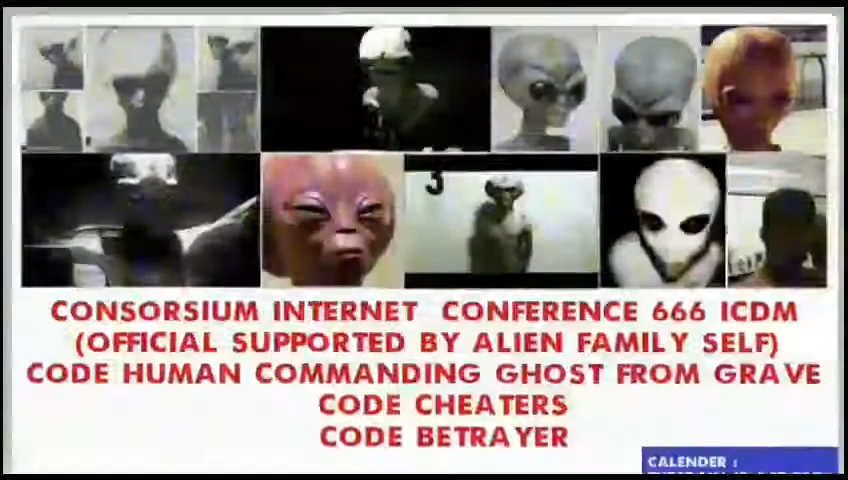 3
CONSORSIUM INTERNET CONFERENCE 666 ICDM
(OFFICIAL SUPPORTED BY ALIEN FAMILY SELF)
CODE HUMAN COMMANDING GHOST FROM GRAVE
CODE CHEATERS
CODE BETRAYER
CALENDER :